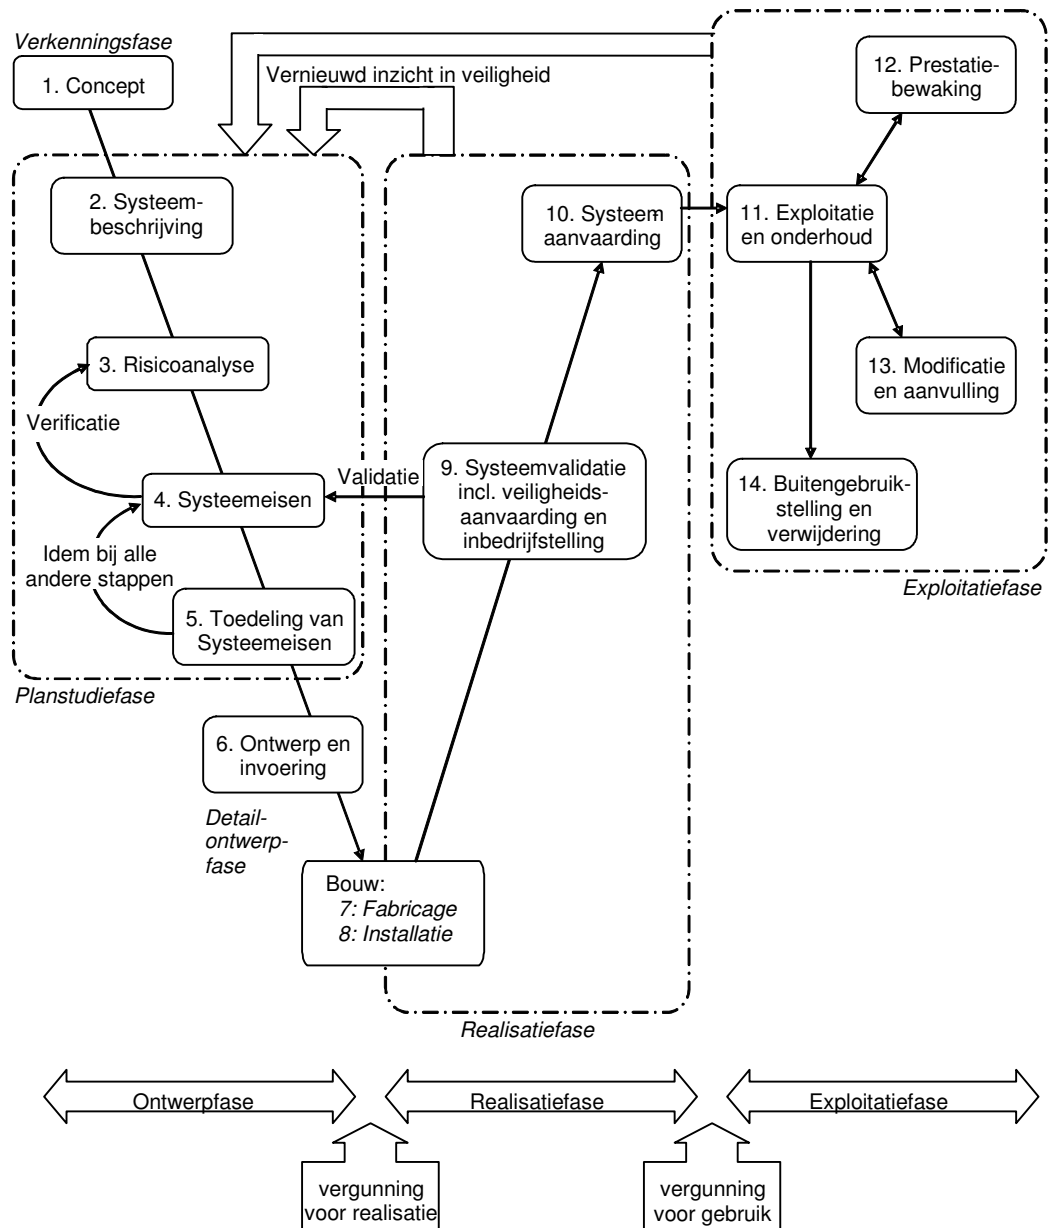 Verkenningsfase
1. Concept
Vernieuwd inzicht in veiligheid
12. Prestatie-
bewaking
2. Systeem-
beschrijving
10. Systeem-
aanvaarding
11. Exploitatie
en onderhoud
3. Risicoanalyse
13. Modificatie
en aanvulling
Verificatie
4. Systeemeisen
Validatie
9. Systeemvalidatie
incl. veiligheids-
aanvaarding en
inbedrijfstelling
14. Buitengebruik-
stelling en
verwijdering
Idem bij alle
andere stappen
Exploitatiefase
5. Toedeling van
Systeemeisen
Planstudiefase
6. Ontwerp en
invoering
Detail-
ontwerp-
fase
Bouw:
7: Fabricage
8: Installatie
Realisatiefase
Ontwerpfase
Realisatiefase
Exploitatiefase
vergunning
voor realisatie
vergunning
voor gebruik